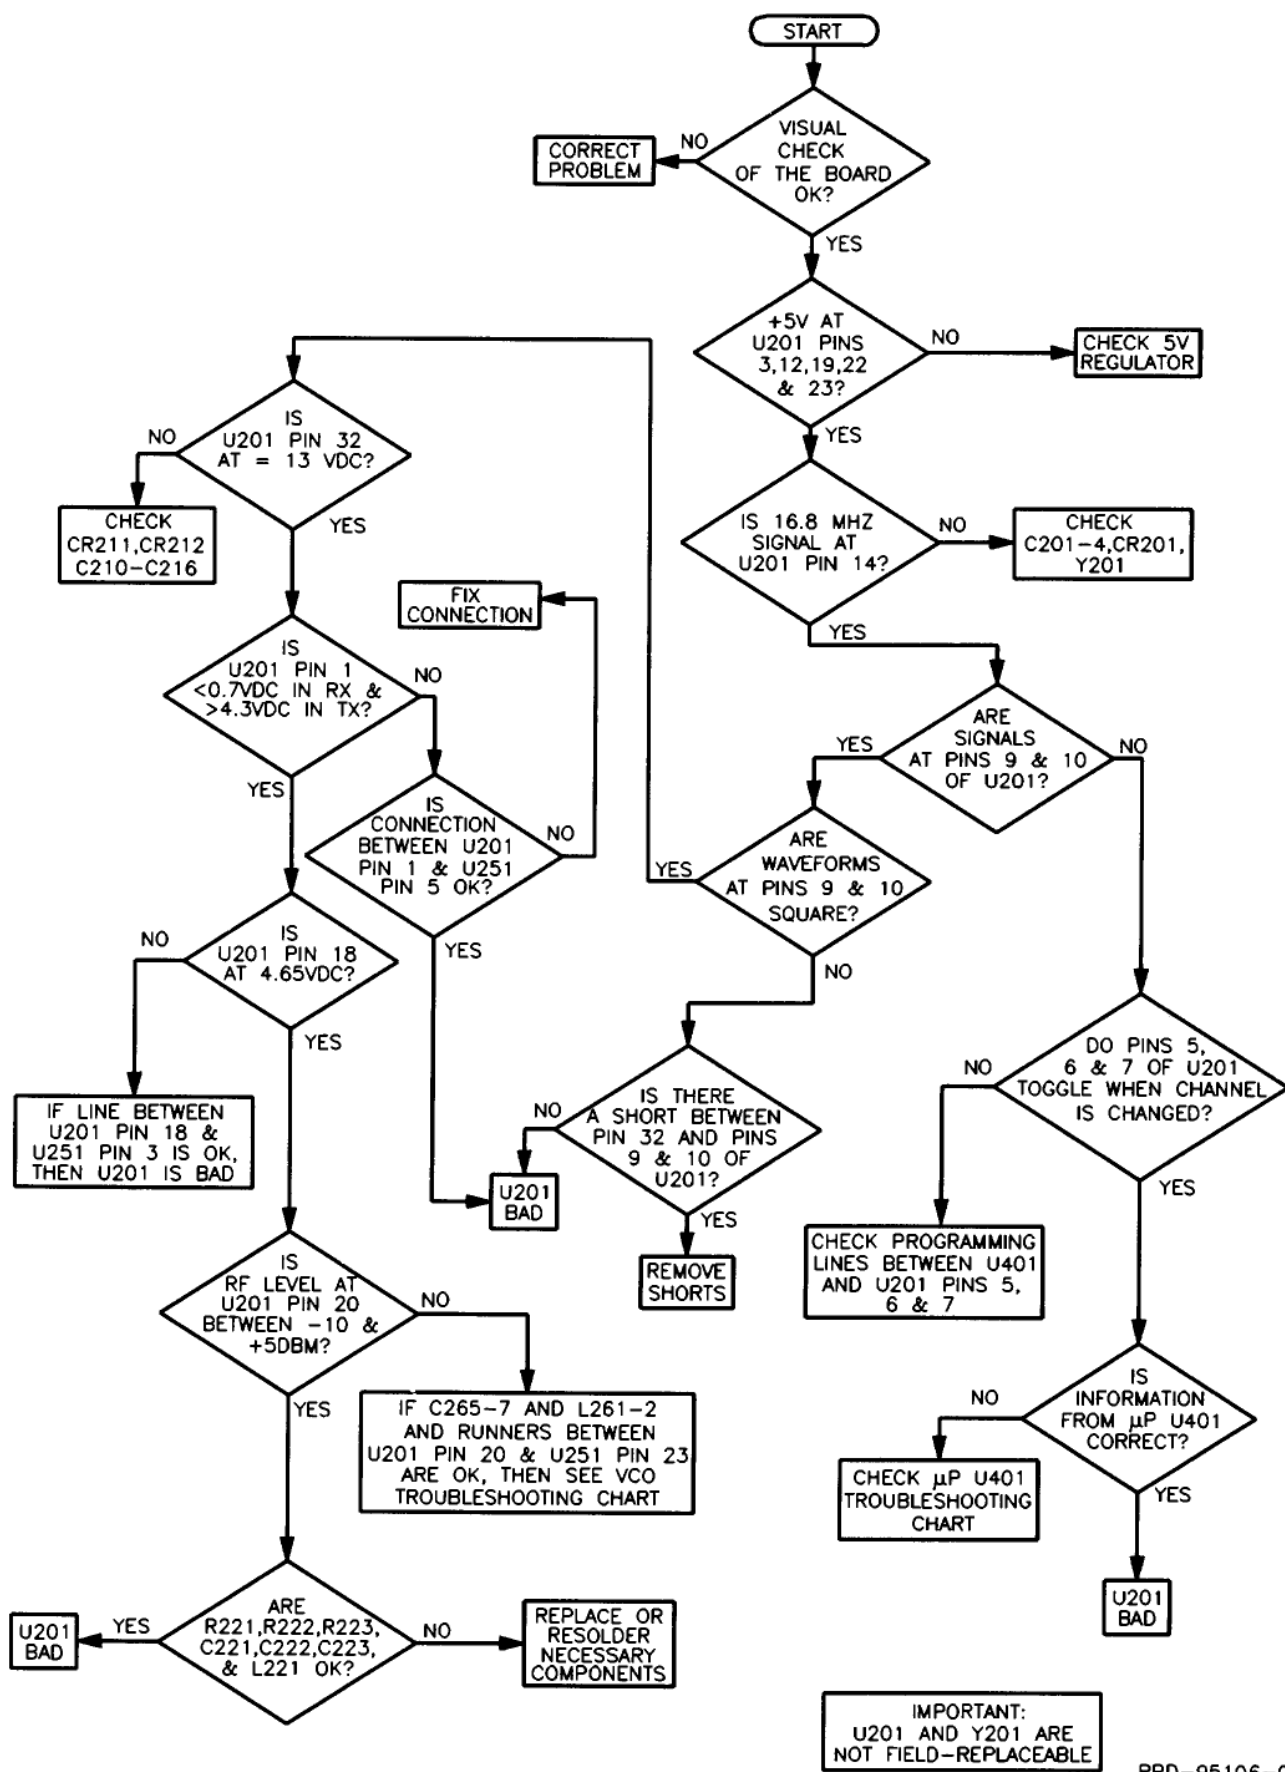 START
VISUAL
CHECK
OF THE BOARD
OK?
NO
CORRECT
PROBLEM
YES
+5V AT
U201 PINS
3,12,19,22
& 23?
NO
CHECK 5V
REGULATOR
YES
IS 16.8 MHZ
SIGNAL AT
U201 PIN 14?
NO
CHECK
C201-4,CR201,
Y201
YES
ARE
SIGNALS
AT PINS 9 & 10
OF U201?
YES
NO
ARE
WAVEFORMS
AT PINS 9 & 10
SQUARE?
YES
NO
IS
U201 PIN 32
AT = 13 VDC?
NO
CHECK
CR211,CR212
C210-C216
YES
FIX
CONNECTION
IS
U201 PIN 1
<0.7VDC IN RX &
>4.3VDC IN TX?
NO
YES
IS
CONNECTION
BETWEEN U201
PIN 1 & U251
PIN 5 OK?
NO
YES
IS
U201 PIN 18
AT 4.65VDC?
NO
YES
IF LINE BETWEEN
U201 PIN 18 &
U251 PIN 3 IS OK,
THEN U201 IS BAD
IS THERE
A SHORT BETWEEN
PIN 32 AND PINS
9 & 10 OF
U201?
NO
U201
BAD
YES
REMOVE
SHORTS
DO PINS 5,
6 & 7 OF U201
TOGGLE WHEN CHANNEL
IS CHANGED?
NO
YES
CHECK PROGRAMMING
LINES BETWEEN U401
AND U201 PINS 5,
6 & 7
IS
RF LEVEL AT
U201 PIN 20
BETWEEN -10 &
+5DBM?
NO
YES
IF C265-7 AND L261-2
AND RUNNERS BETWEEN
U201 PIN 20 & U251 PIN 23
ARE OK, THEN SEE VCO
TROUBLESHOOTING CHART
IS
INFORMATION
FROM µP U401
CORRECT?
NO
YES
CHECK µP U401
TROUBLESHOOTING
CHART
U201
BAD
ARE
R221,R222,R223,
C221,C222,C223,
& L221 OK?
YES
U201
BAD
NO
REPLACE OR
RESOLDER
NECESSARY
COMPONENTS
IMPORTANT:
U201 AND Y201 ARE
NOT FIELD-REPLACEABLE